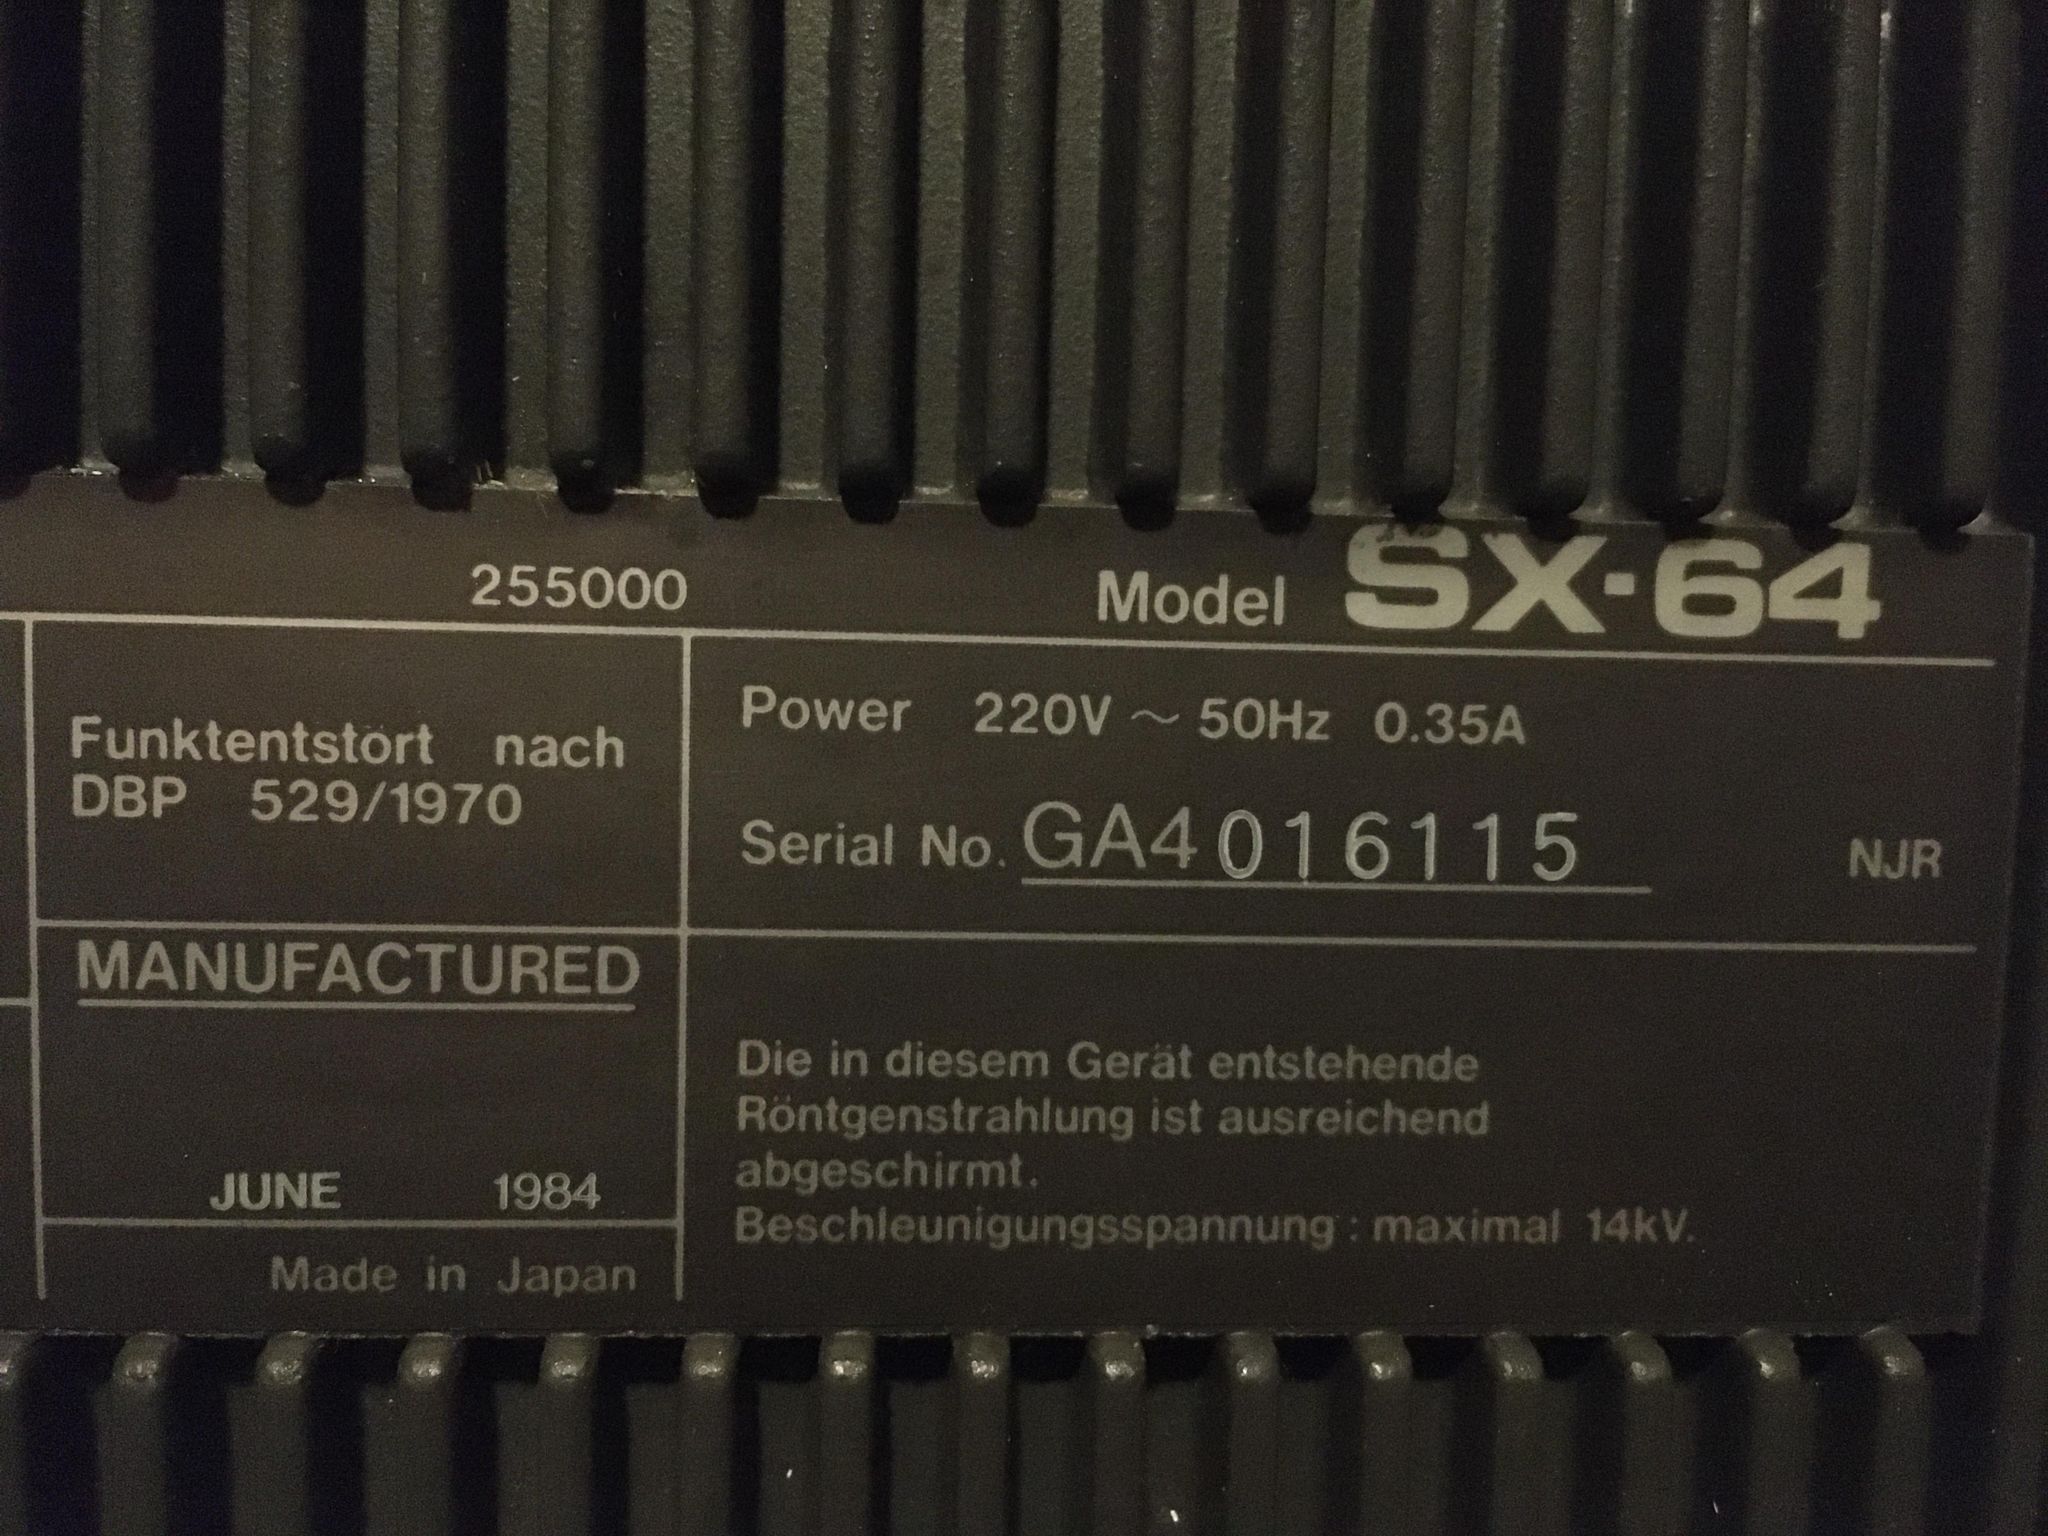 255000 Model SX-64
Funktentstört nach
DBP 529/1970
Power 220V ~ 50Hz 0.35A
Serial No. GA4016115 NJR
MANUFACTURED
JUNE 1984
Made in Japan
Die in diesem Gerät entstehende
Röntgenstrahlung ist ausreichend
abgeschirmt.
Beschleunigungsspannung : maximal 14kV.